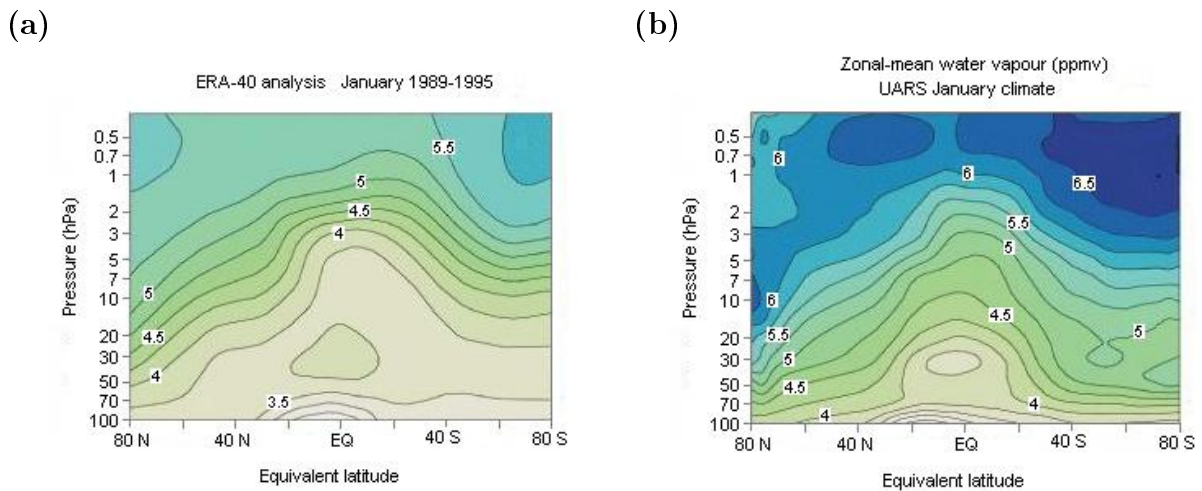 (a)
ERA-40 analysis January 1989-1995
Pressure (hPa)
0.5
0.7
1
2
3
5
7
10
20
30
50
70
100
5.5
5
4.5
4
5
4.5
4
3.5
80 N
40 N
EQ
40 S
80 S
Equivalent latitude
(b)
Zonal-mean water vapour (ppmv)
UARS January climate
Pressure (hPa)
0.5
0.7
1
2
3
5
7
10
20
30
50
70
100
6
6
6.5
5.5
5
6
4.5
5.5
5
5
4.5
4
4
80 N
40 N
EQ
40 S
80 S
Equivalent latitude